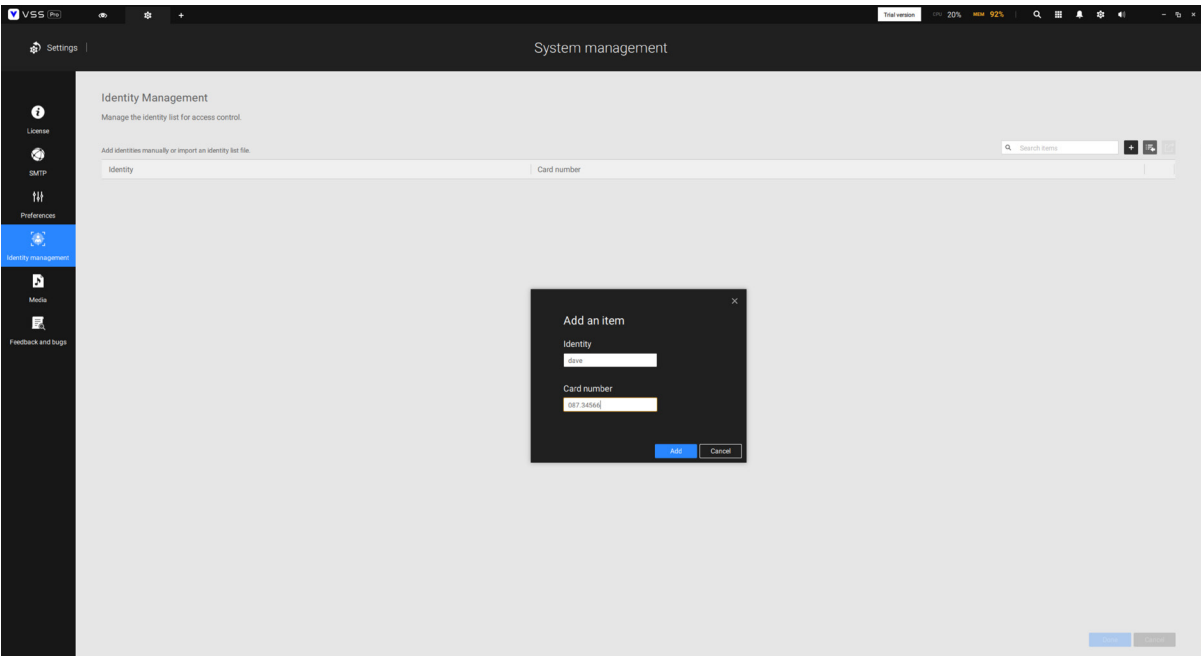 VSS Pro
+
Trial version
CPU 20%
MEM 92%
Settings
System management
License
SMTP
Preferences
Identity management
Media
Feedback and bugs
Identity Management
Manage the identity list for access control.
Add identities manually or import an identity list file.
Search items
Identity
Card number
Add an item
Identity
dave
Card number
087.34566
Add
Cancel
Cancel